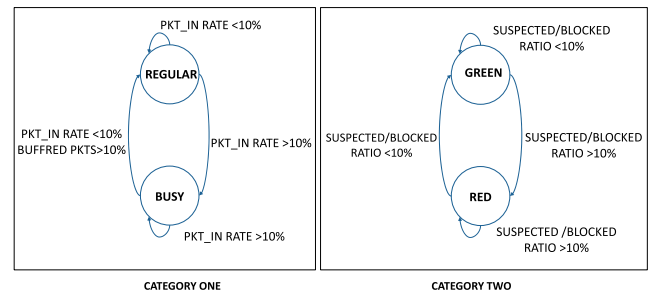 PKT_IN RATE <10%
REGULAR
PKT_IN RATE <10%
BUFFRED PKTS>10%
PKT_IN RATE >10%
BUSY
PKT_IN RATE >10%
CATEGORY ONE
SUSPECTED/BLOCKED
RATIO <10%
GREEN
SUSPECTED/BLOCKED
RATIO <10%
SUSPECTED/BLOCKED
RATIO >10%
RED
SUSPECTED /BLOCKED
RATIO >10%
CATEGORY TWO